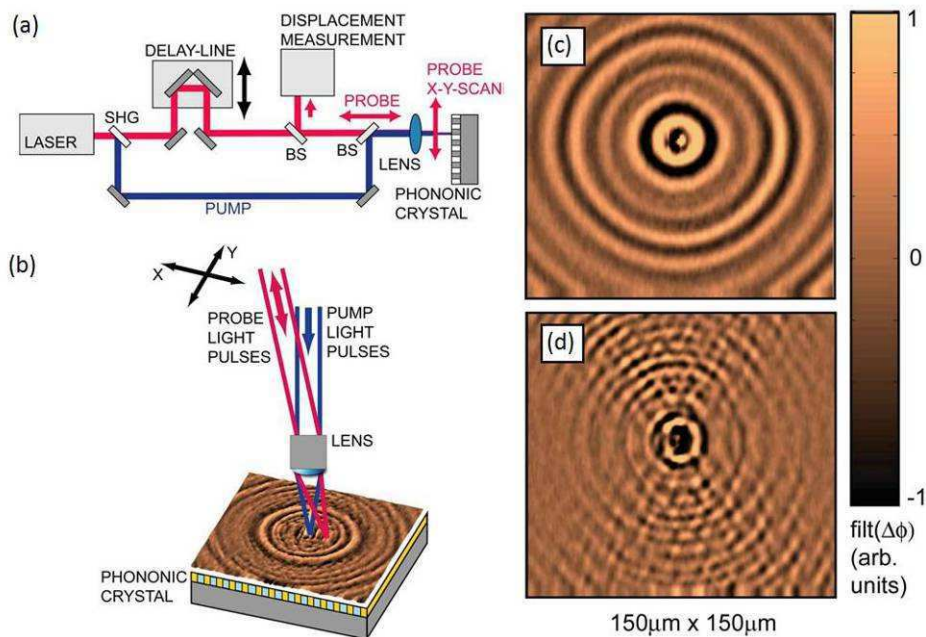 (a)
DISPLACEMENT
MEASUREMENT
DELAY-LINE
PROBE
X-Y-SCAN
PROBE
SHG
LASER
BS
BS
LENS
PHONONIC
CRYSTAL
PUMP
(b)
Y
X
PROBE
LIGHT
PULSES
PUMP
LIGHT
PULSES
LENS
PHONONIC
CRYSTAL
(c)
(d)
150μm x 150μm
1
0
-1
filt(Δϕ)
(arb.
units)